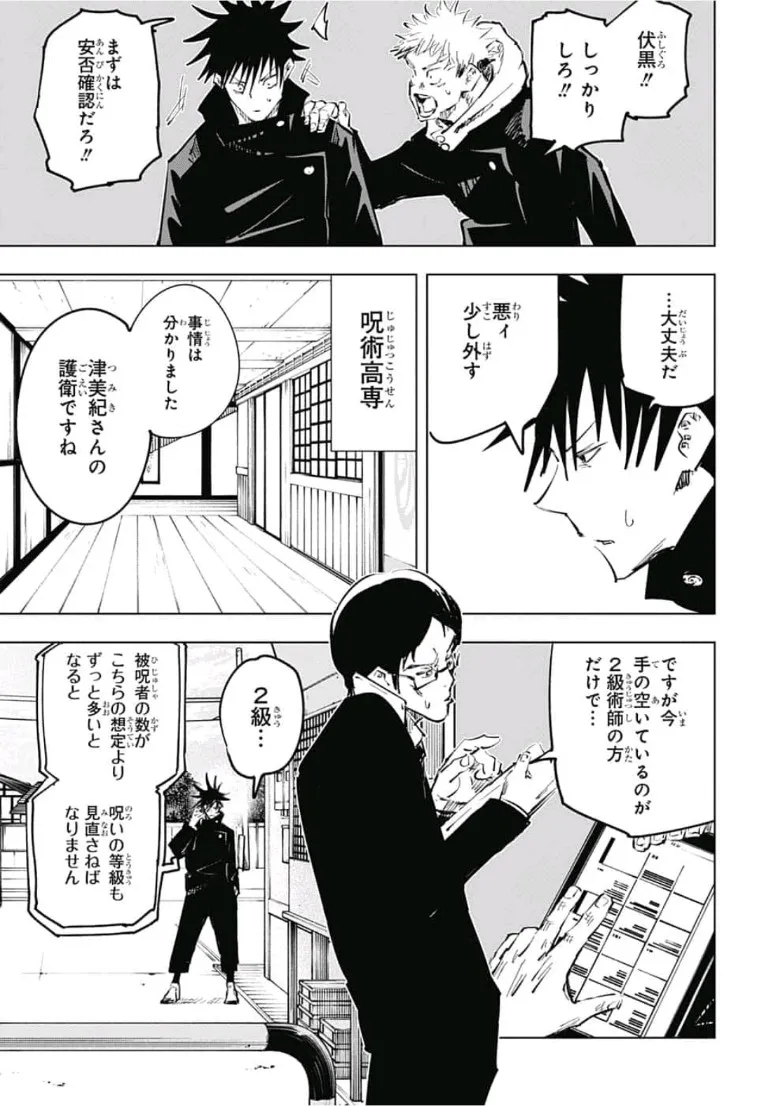 伏黒!!
しっかり
しろ!!
まずは
安否確認だろ!!
…大丈夫だ
悪ィ
少し外す
呪術高専
事情は
分かりました
津美紀さんの
護衛ですね
ですが今
手の空いているのが
2級術師の方
だけで…
2級…
被呪者の数が
こちらの想定より
ずっと多いと
なると
呪いの等級も
見直さねば
なりません